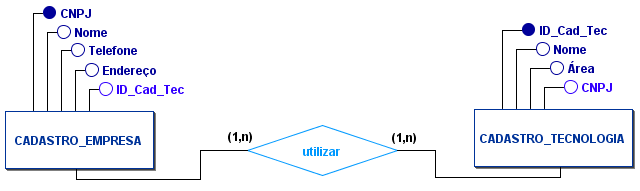 CNPJ
Nome
Telefone
Endereço
ID_Cad_Tec
CADASTRO_EMPRESA
(1,n)
utilizar
(1,n)
ID_Cad_Tec
Nome
Área
CNPJ
CADASTRO_TECNOLOGIA